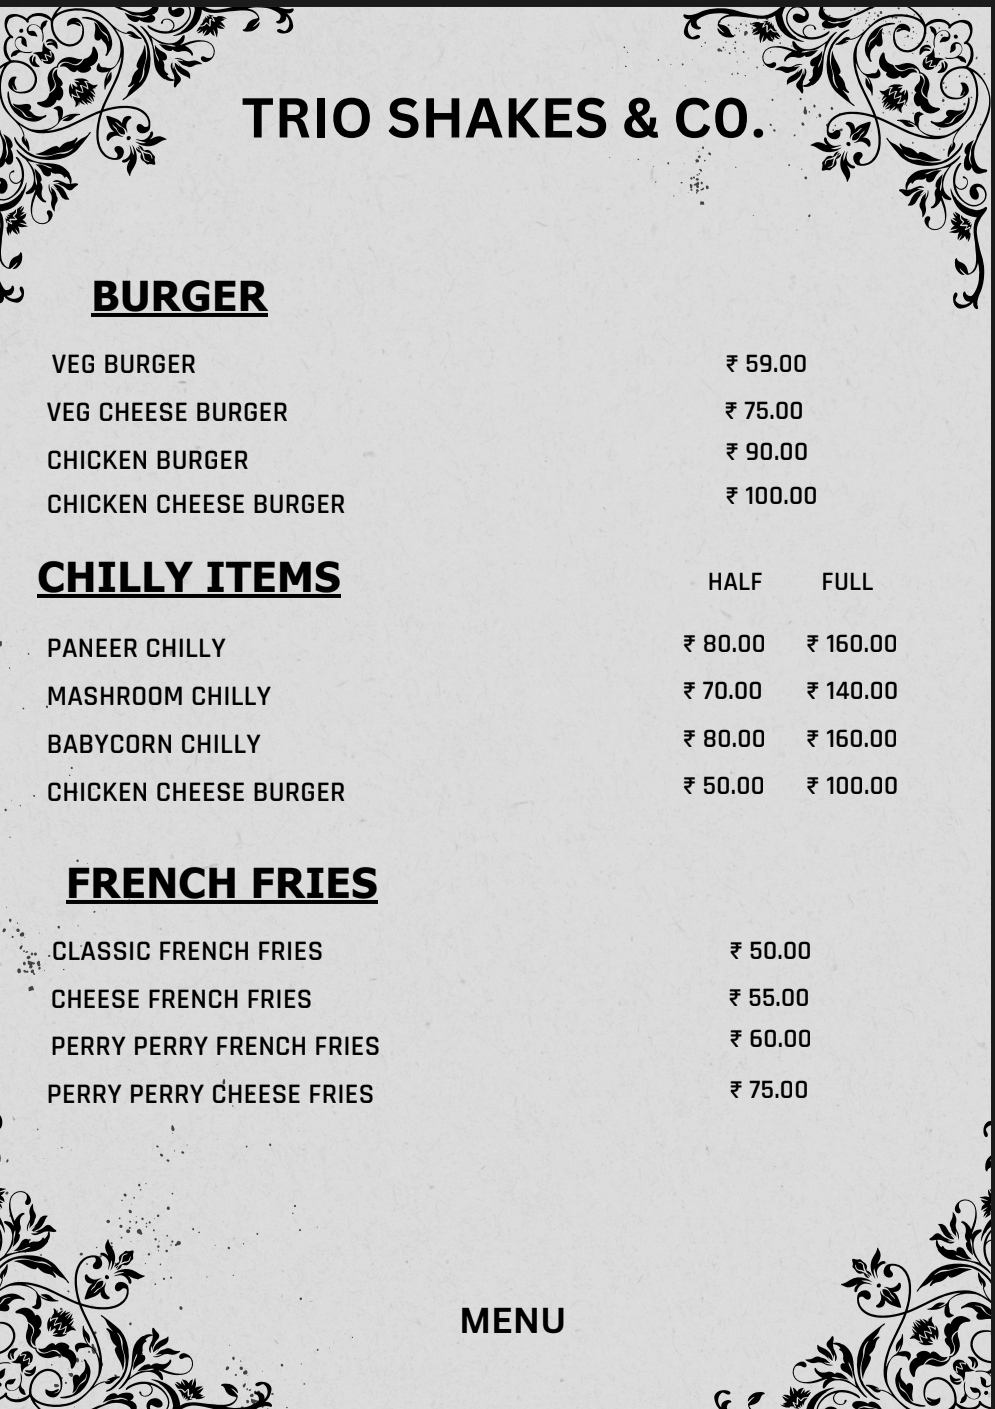 TRIO SHAKES & CO.
BURGER
VEG BURGER ₹ 59.00
VEG CHEESE BURGER ₹ 75.00
CHICKEN BURGER ₹ 90.00
CHICKEN CHEESE BURGER ₹ 100.00
CHILLY ITEMS HALF FULL
PANEER CHILLY ₹ 80.00 ₹ 160.00
MASHROOM CHILLY ₹ 70.00 ₹ 140.00
BABYCORN CHILLY ₹ 80.00 ₹ 160.00
CHICKEN CHEESE BURGER ₹ 50.00 ₹ 100.00
FRENCH FRIES
CLASSIC FRENCH FRIES ₹ 50.00
CHEESE FRENCH FRIES ₹ 55.00
PERRY PERRY FRENCH FRIES ₹ 60.00
PERRY PERRY CHEESE FRIES ₹ 75.00
MENU